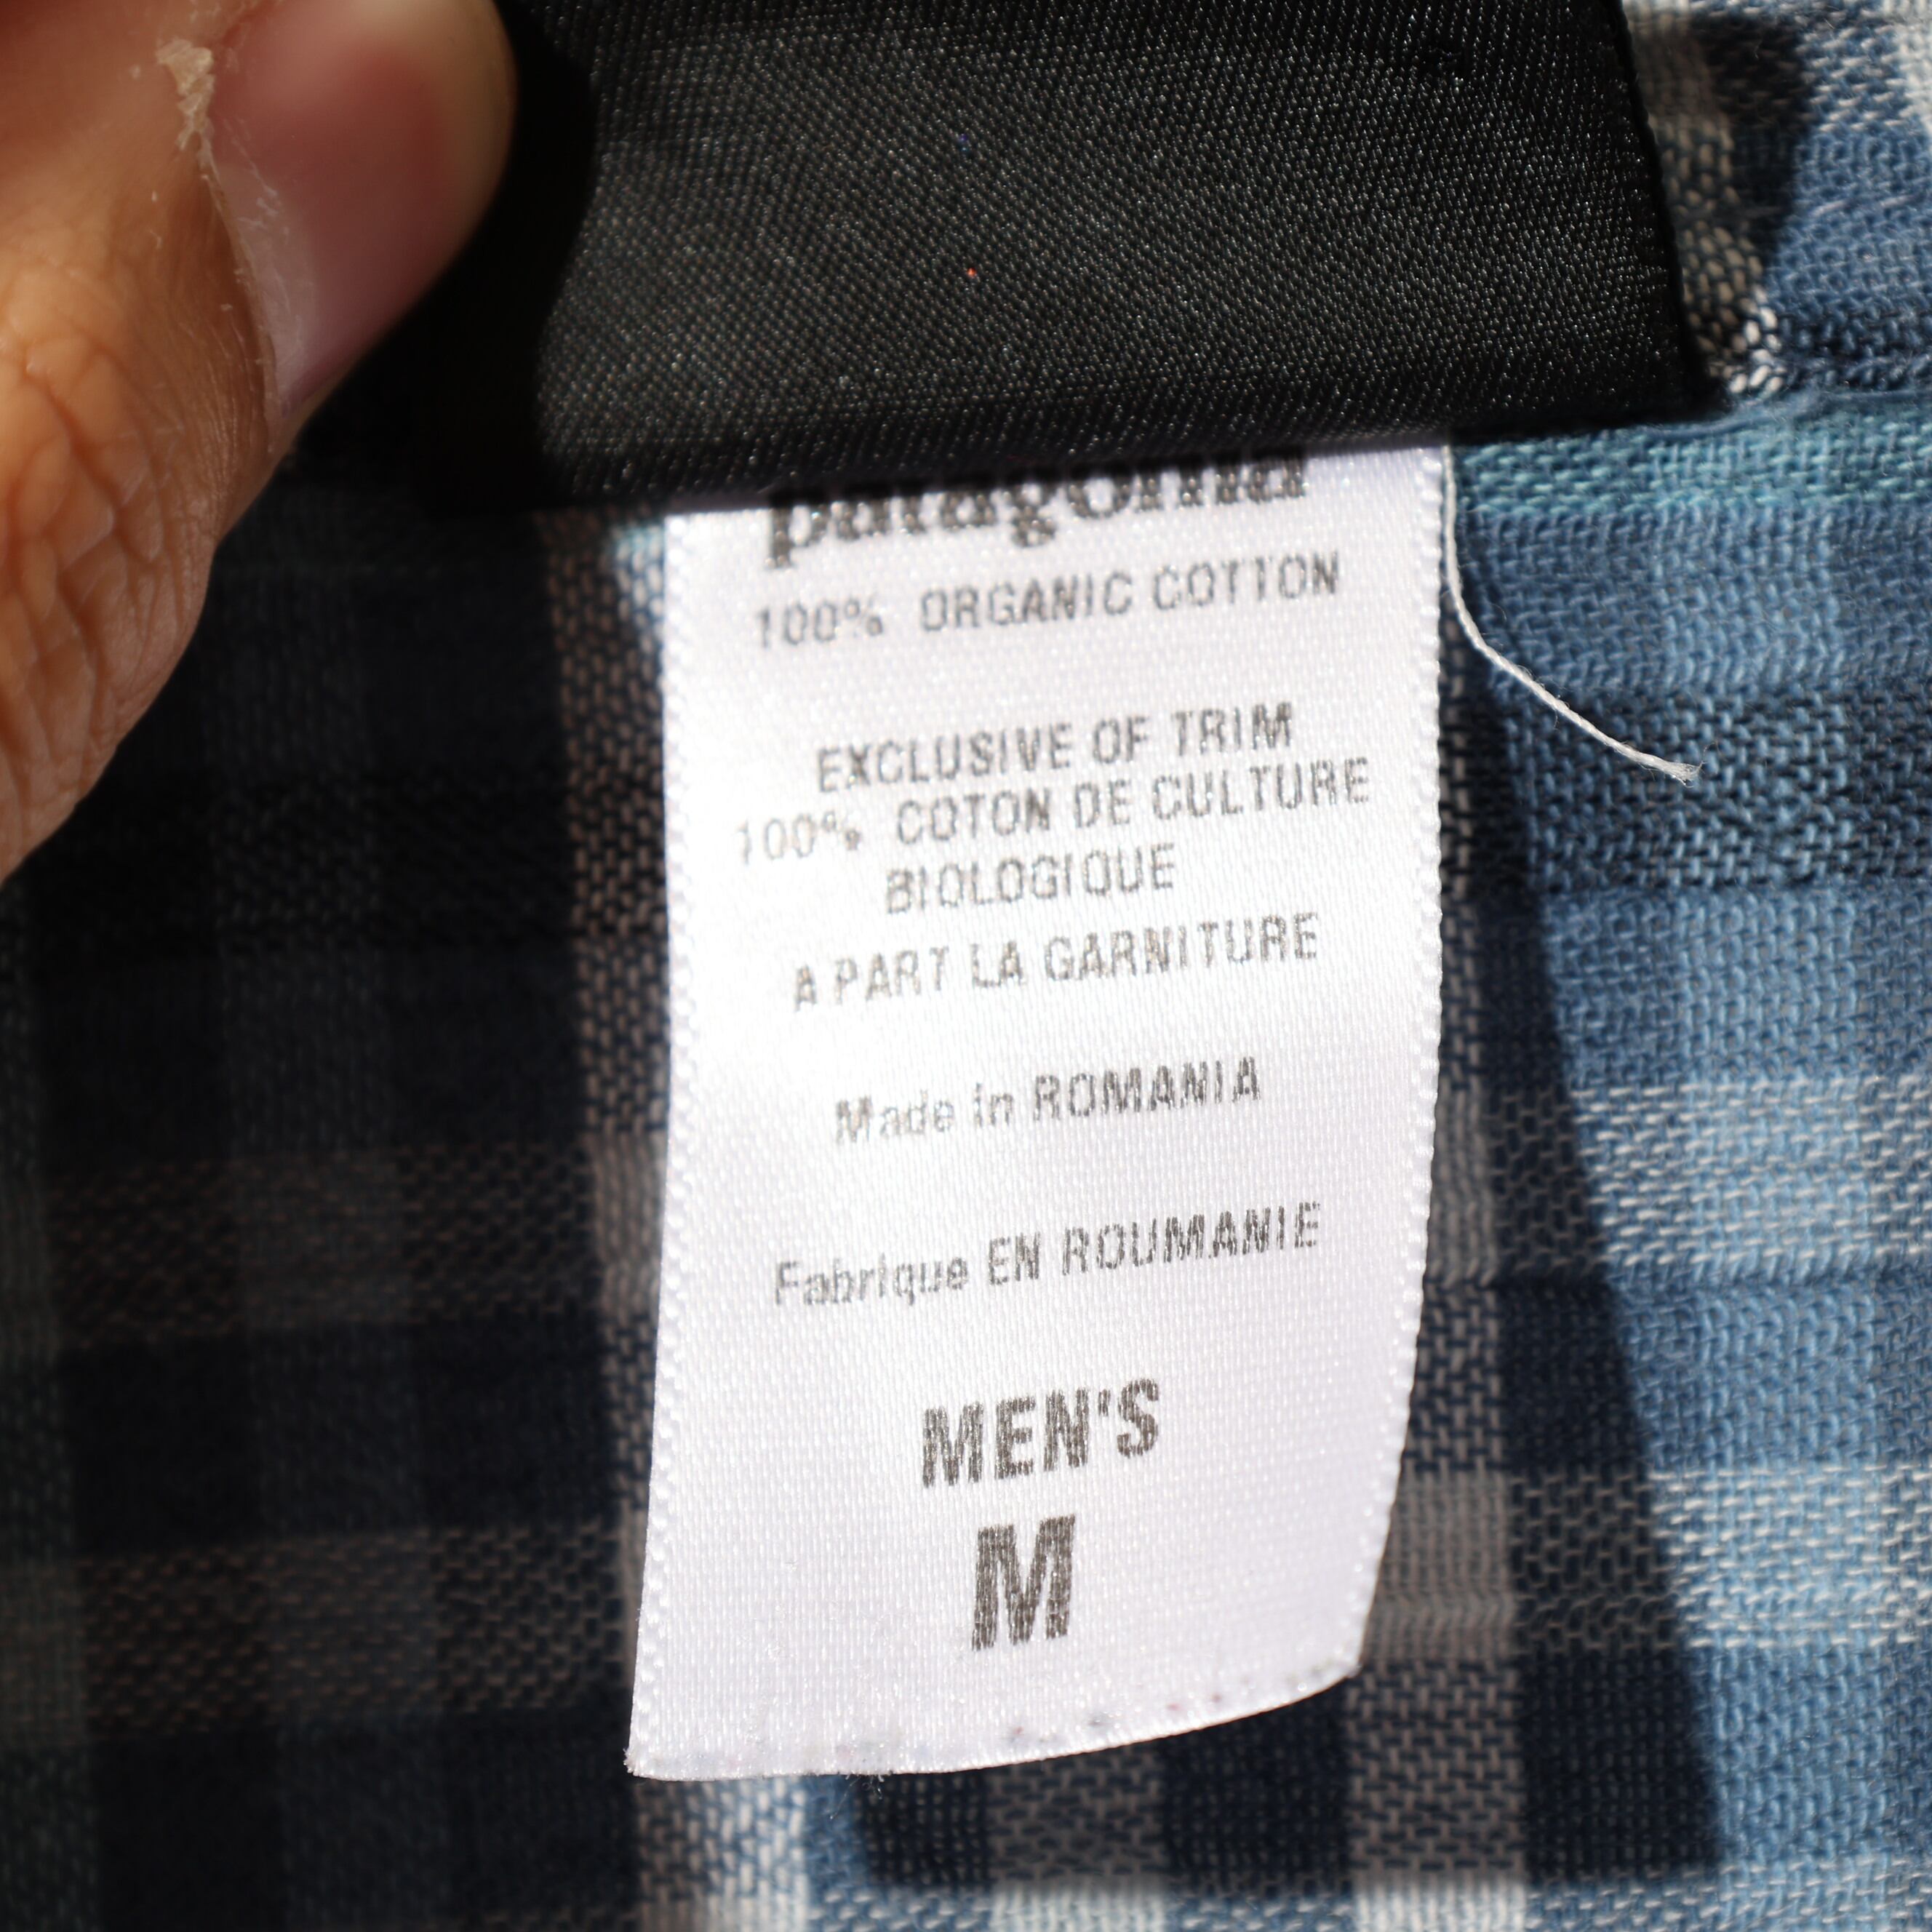 patagonia
100% ORGANIC COTTON
EXCLUSIVE OF TRIM
100% COTON DE CULTURE
BIOLOGIQUE
A PART LA GARNITURE
Made in ROMANIA
Fabrique EN ROUMANIE
MEN'S
M